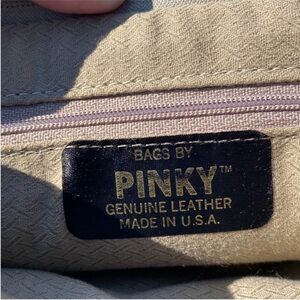 BAGS BY
PINKY™
GENUINE LEATHER
MADE IN U.S.A.